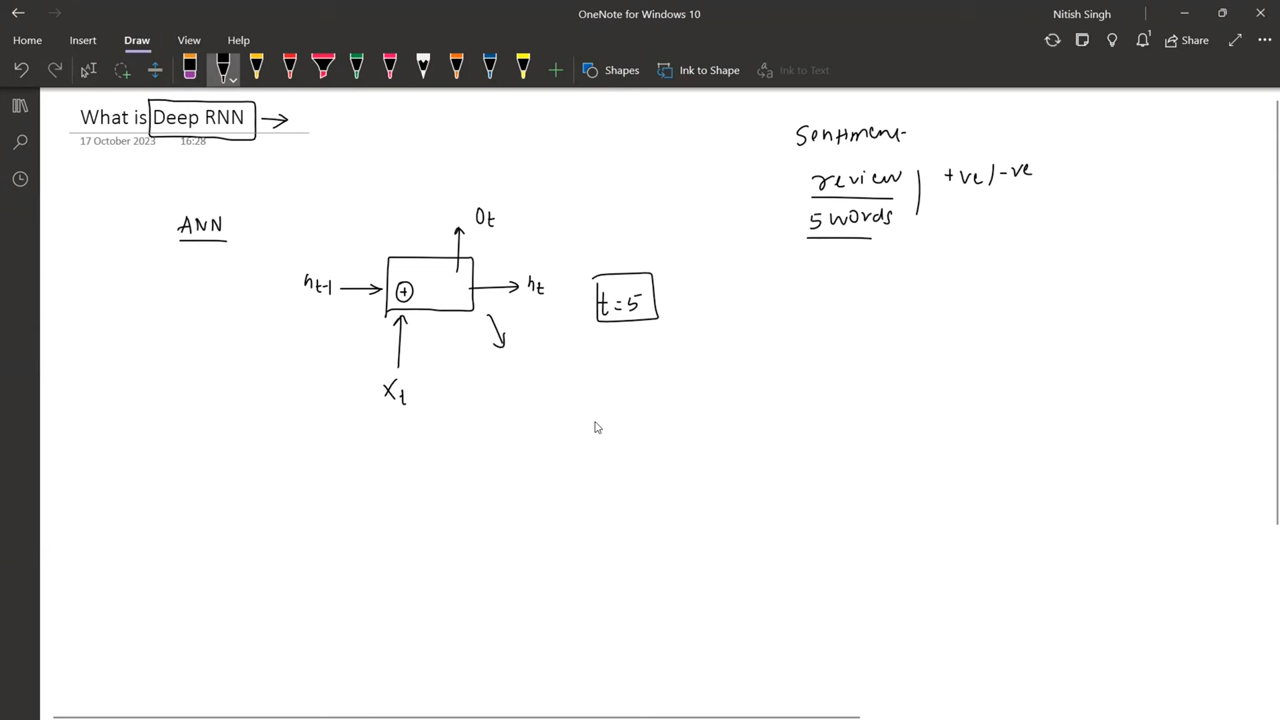 OneNote for Windows 10
Nitish Singh
Home
Insert
Draw
View
Help
Share
Shapes
Ink to Shape
Ink to Text
What is Deep RNN →
17 October 2023 16:28
Sentiment
review
+ve/-ve
5 words
ANN
Ot
ht-1
+
ht
t=5
Xt